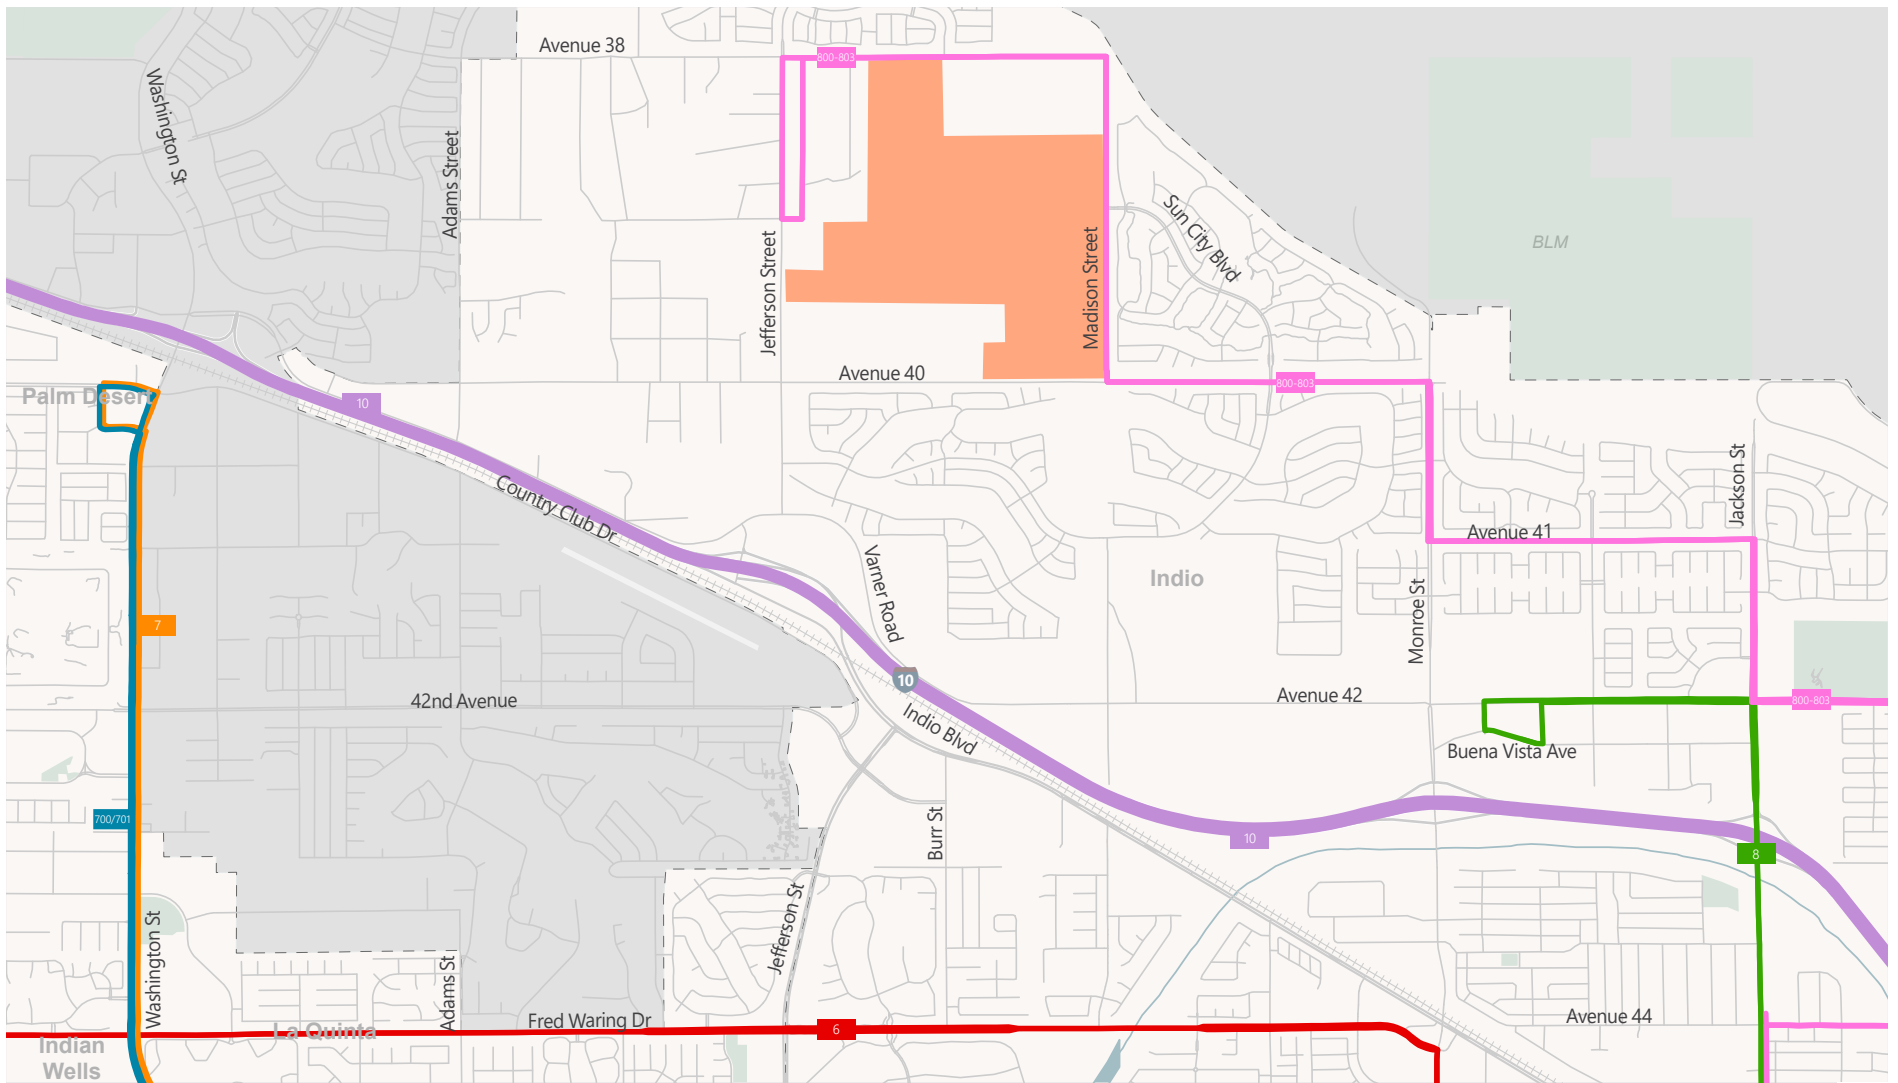 Avenue 38
800-803
Washington St
Adams Street
Sun City Blvd
BLM
Jefferson Street
Madison Street
Avenue 40
800-803
Palm Desert
10
Country Club Dr
Jackson St
Avenue 41
Varner Road
Indio
Monroe St
7
10
42nd Avenue
Avenue 42
800-803
Indio Blvd
Buena Vista Ave
700/701
Burr St
10
8
Washington St
Jefferson St
Adams St
Fred Waring Dr
6
Avenue 44
La Quinta
Indian
Wells